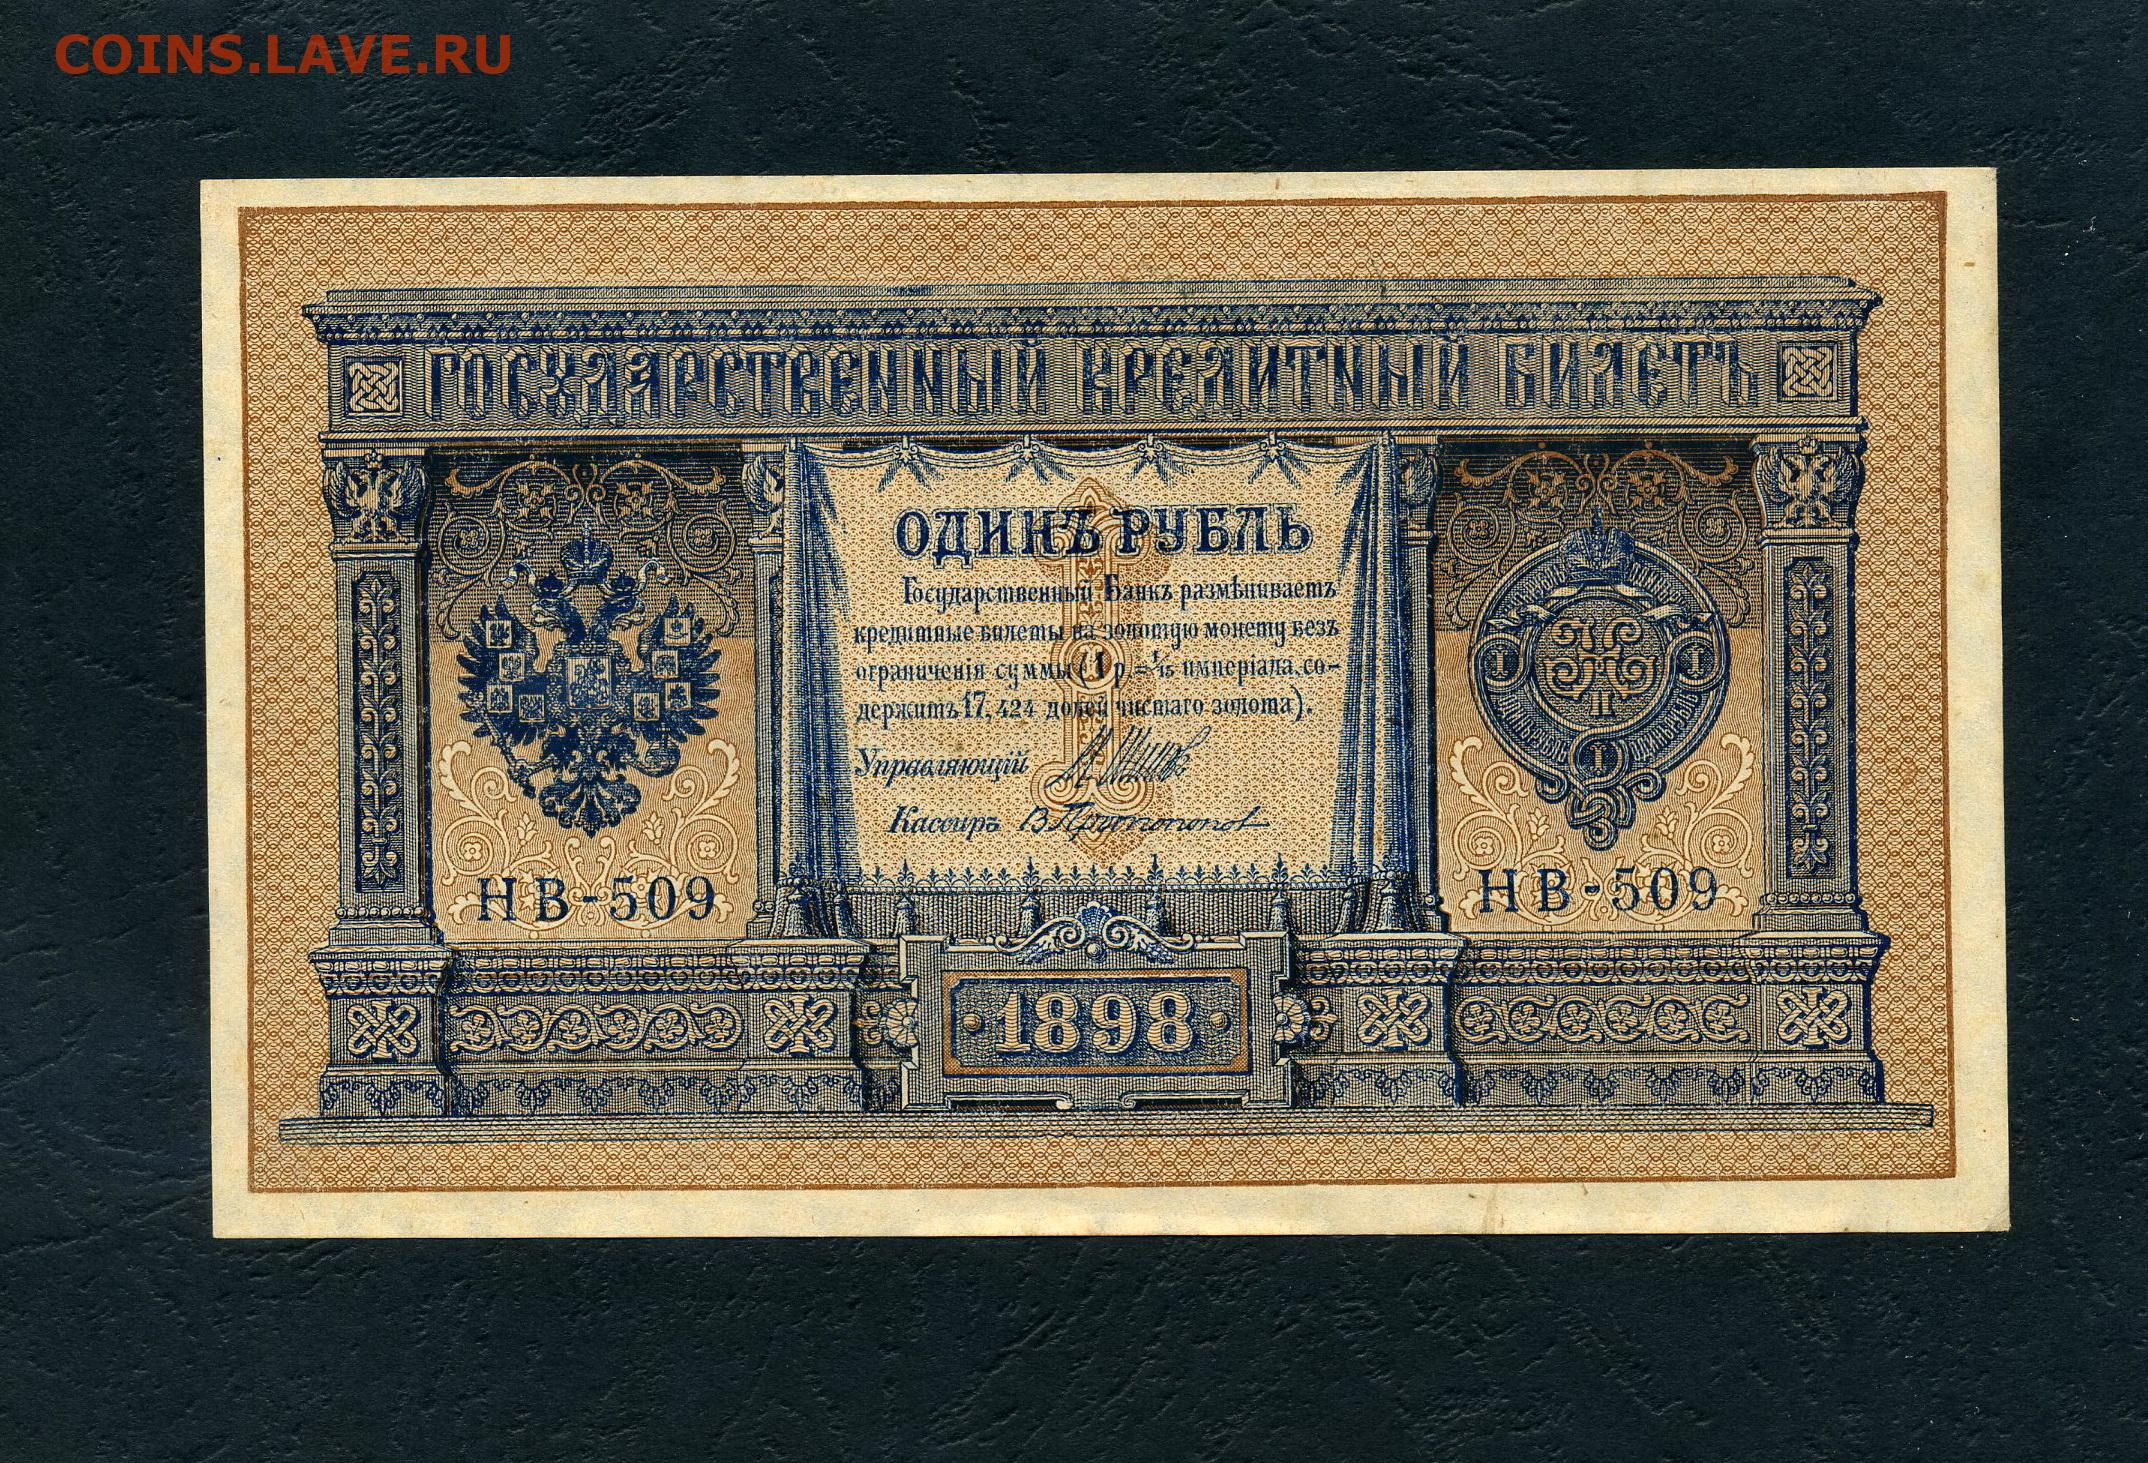 COINS.LAVE.RU
ГОСУДАРСТВЕННЫЙ КРЕДИТНЫЙ БИЛЕТЪ
ОДИНЪ РУБЛЬ
Государственный Банкъ размѣниваетъ
кредитные билеты на золотую монету безъ
ограниченія суммы (1 р. = 1/15 имперіала, со-
держитъ 17,424 долей чистаго золота).
Управляющій
Кассиръ В. Протопопов
НВ-509
НВ-509
1898